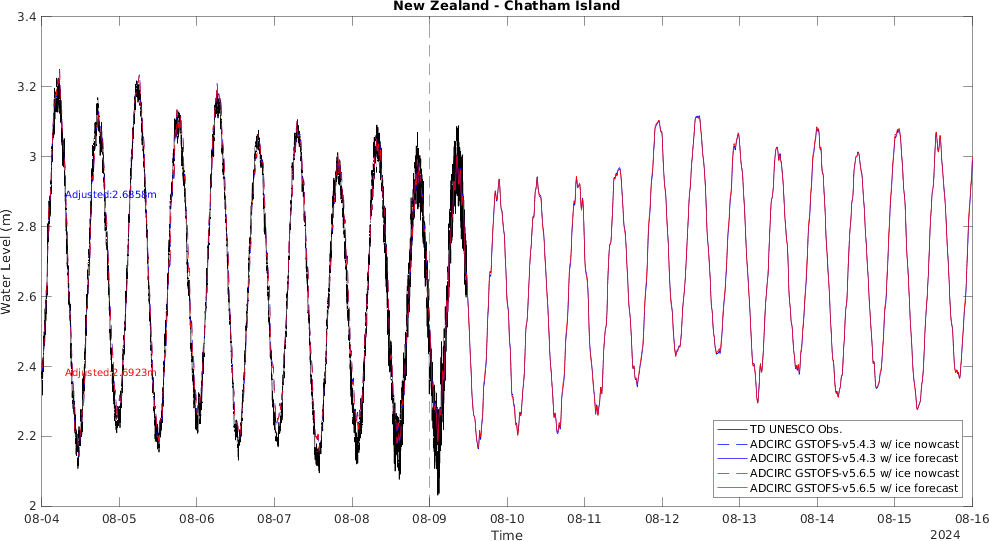 New Zealand - Chatham Island
3.4
3.2
3
2.8
2.6
2.4
2.2
2
Water Level (m)
Adjusted:2.6858m
Adjusted:2.6923m
TD UNESCO Obs.
ADCIRC GSTOFS-v5.4.3 w/ ice nowcast
ADCIRC GSTOFS-v5.4.3 w/ ice forecast
ADCIRC GSTOFS-v5.6.5 w/ ice nowcast
ADCIRC GSTOFS-v5.6.5 w/ ice forecast
08-04 08-05 08-06 08-07 08-08 08-09 08-10 08-11 08-12 08-13 08-14 08-15 08-16
Time
2024